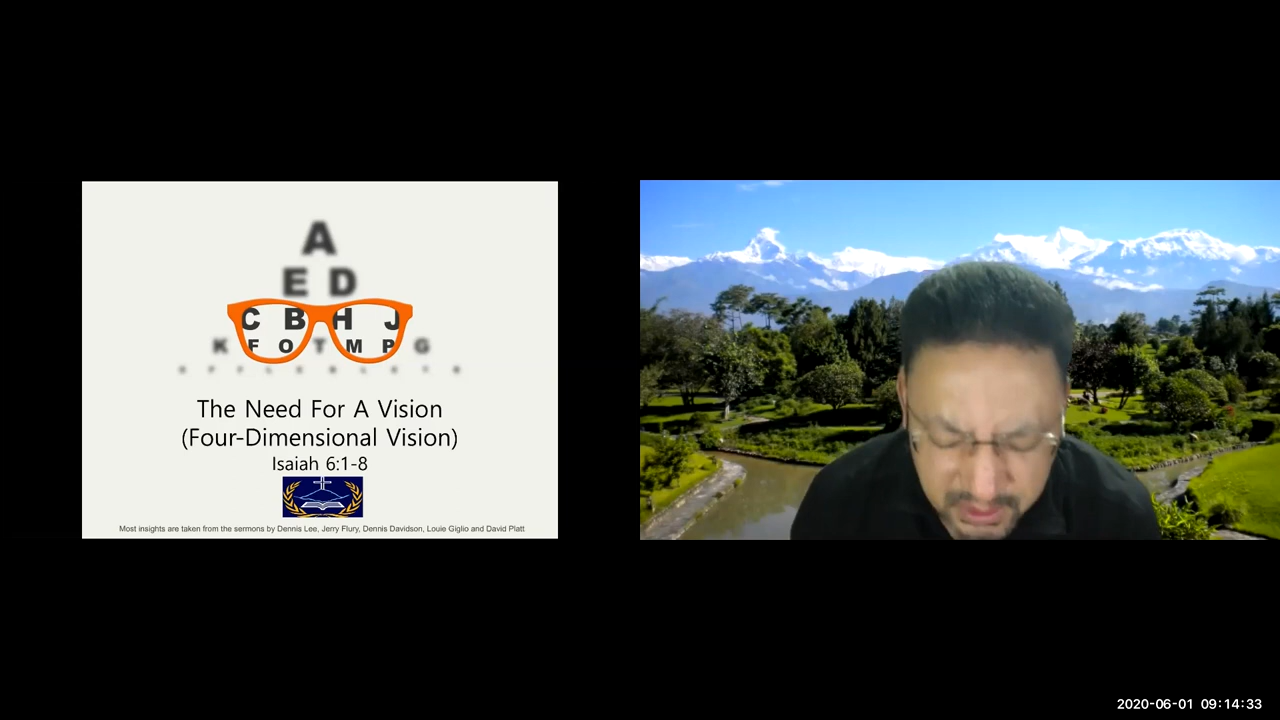 A
E D
C B H J
K F O T M P G
The Need For A Vision
(Four-Dimensional Vision)
Isaiah 6:1-8
Most insights are taken from the sermons by Dennis Lee, Jerry Flury, Dennis Davidson, Louie Giglio and David Platt
2020-06-01 09:14:33